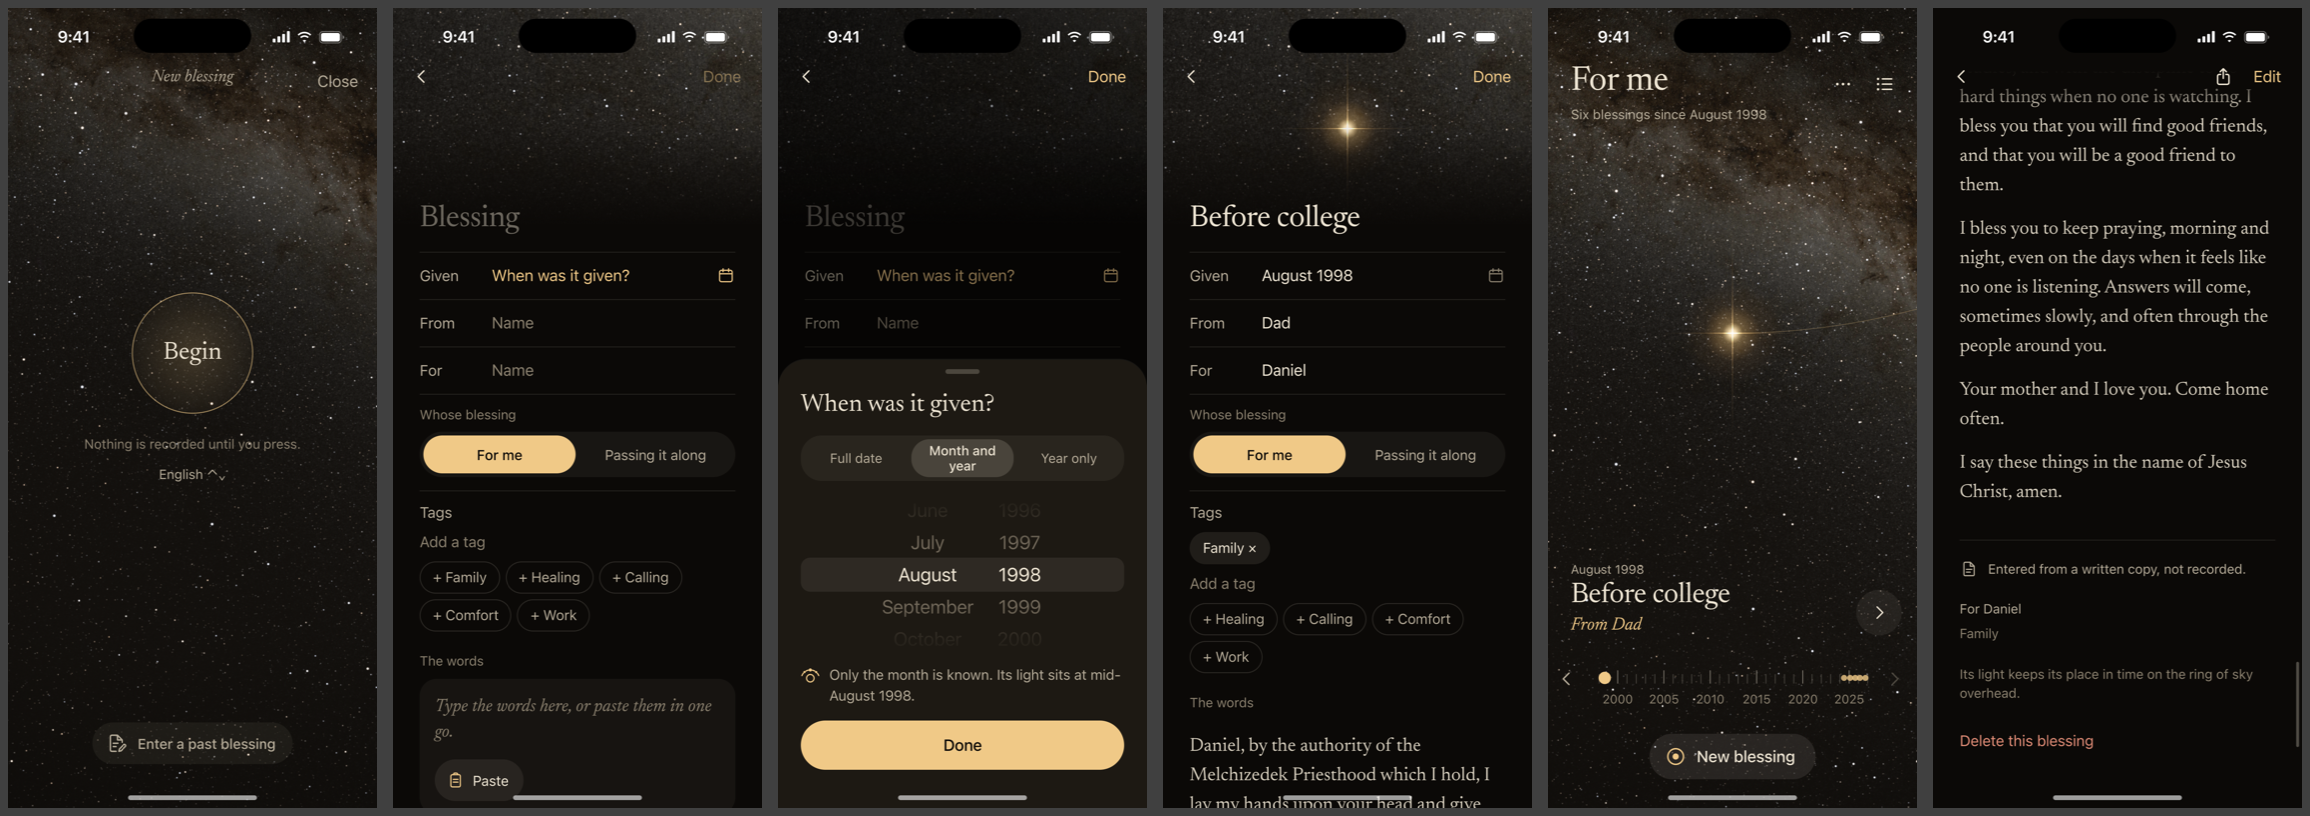 9:41
New blessing
Close
Begin
Nothing is recorded until you press.
English
Enter a past blessing
9:41
Done
Blessing
Given When was it given?
From Name
For Name
Whose blessing
For me Passing it along
Tags
Add a tag
+ Family + Healing + Calling
+ Comfort + Work
The words
Type the words here, or paste them in one
go.
Paste
9:41
Done
Blessing
Given When was it given?
From Name
When was it given?
Full date Month and year Year only
June 1996
July 1997
August 1998
September 1999
October 2000
Only the month is known. Its light sits at mid-
August 1998.
Done
9:41
Done
Before college
Given August 1998
From Dad
For Daniel
Whose blessing
For me Passing it along
Tags
Family ×
Add a tag
+ Healing + Calling + Comfort
+ Work
The words
Daniel, by the authority of the
Melchizedek Priesthood which I hold, I
lay my hands upon your head and give
9:41
For me
Six blessings since August 1998
August 1998
Before college
From Dad
2000 2005 2010 2015 2020 2025
New blessing
9:41
Edit
hard things when no one is watching. I
bless you that you will find good friends,
and that you will be a good friend to
them.
I bless you to keep praying, morning and
night, even on the days when it feels like
no one is listening. Answers will come,
sometimes slowly, and often through the
people around you.
Your mother and I love you. Come home
often.
I say these things in the name of Jesus
Christ, amen.
Entered from a written copy, not recorded.
For Daniel
Family
Its light keeps its place in time on the ring of sky
overhead.
Delete this blessing